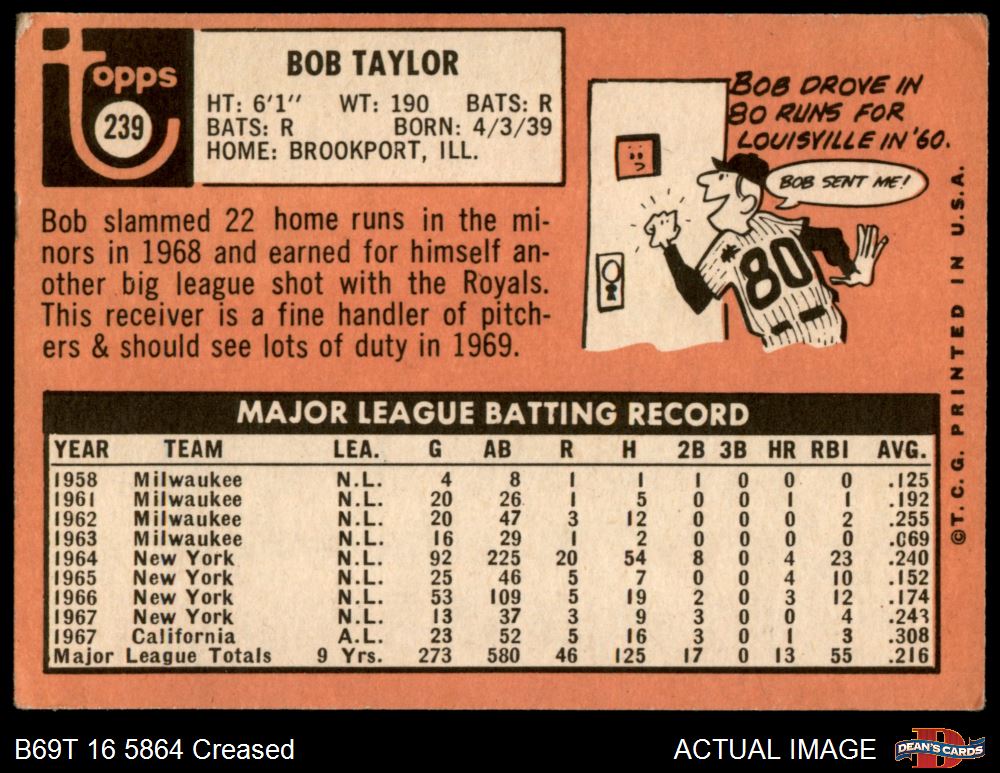 Topps
239
BOB TAYLOR
HT: 6'1" WT: 190 BATS: R
BATS: R BORN: 4/3/39
HOME: BROOKPORT, ILL.
Bob slammed 22 home runs in the mi-
nors in 1968 and earned for himself an-
other big league shot with the Royals.
This receiver is a fine handler of pitch-
ers & should see lots of duty in 1969.
BOB DROVE IN
80 RUNS FOR
LOUISVILLE IN '60.
BOB SENT ME!
80
©T.C.G. PRINTED IN U.S.A.
MAJOR LEAGUE BATTING RECORD
YEAR TEAM LEA. G AB R H 2B 3B HR RBI AVG.
1958 Milwaukee N.L. 4 8 1 1 1 0 0 0 .125
1961 Milwaukee N.L. 20 26 1 5 0 0 1 1 .192
1962 Milwaukee N.L. 20 47 3 12 0 0 0 2 .255
1963 Milwaukee N.L. 16 29 1 2 0 0 0 0 .069
1964 New York N.L. 92 225 20 54 8 0 4 23 .240
1965 New York N.L. 25 46 5 7 0 0 4 10 .152
1966 New York N.L. 53 109 5 19 2 0 3 12 .174
1967 New York N.L. 13 37 3 9 3 0 0 4 .243
1967 California A.L. 23 52 5 16 3 0 1 3 .308
Major League Totals 9 Yrs. 273 580 46 125 17 0 13 55 .216
B69T 16 5864 Creased
ACTUAL IMAGE
D
DEAN'S CARDS